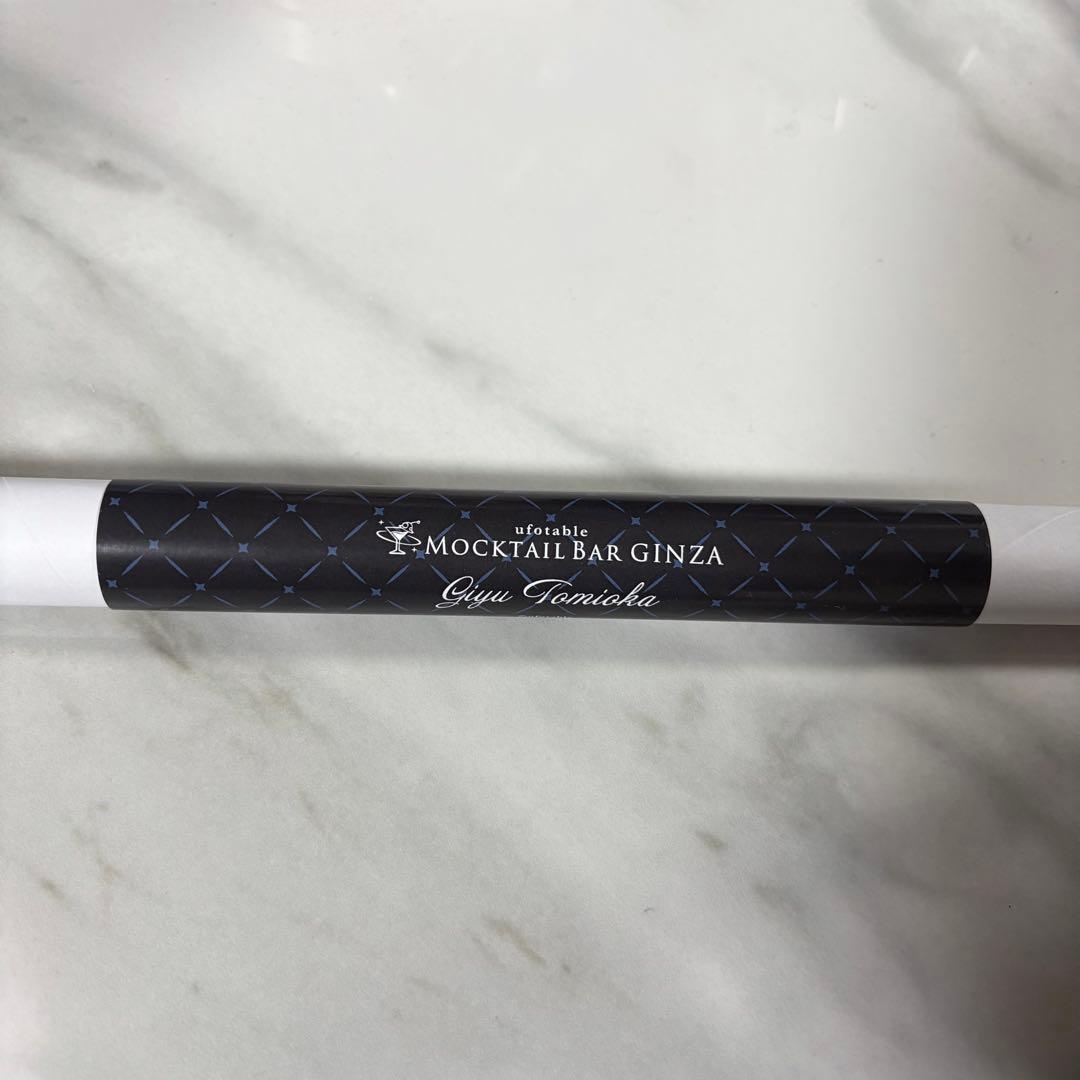 ufotable
MOCKTAIL BAR GINZA
Giyu Tomioka